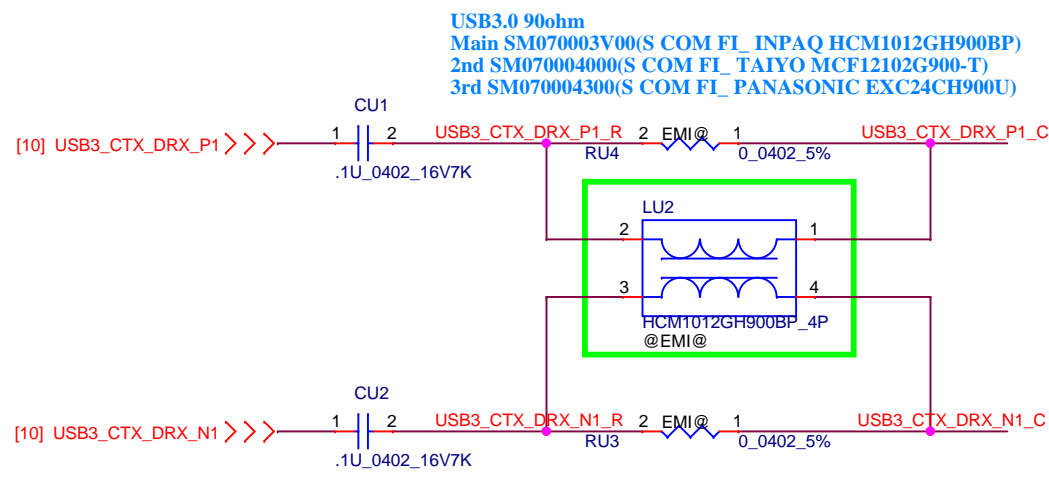 USB3.0 90ohm
Main SM070003V00(S COM FI_ INPAQ HCM1012GH900BP)
2nd SM070004000(S COM FI_ TAIYO MCF12102G900-T)
3rd SM070004300(S COM FI_ PANASONIC EXC24CH900U)
CU1
[10] USB3_CTX_DRX_P1 1 2 USB3_CTX_DRX_P1_R 2 EMI@ 1 USB3_CTX_DRX_P1_C
RU4 0_0402_5%
.1U_0402_16V7K
LU2
2 1
3 4
HCM1012GH900BP_4P
@EMI@
CU2
[10] USB3_CTX_DRX_N1 1 2 USB3_CTX_DRX_N1_R 2 EMI@ 1 USB3_CTX_DRX_N1_C
RU3 0_0402_5%
.1U_0402_16V7K